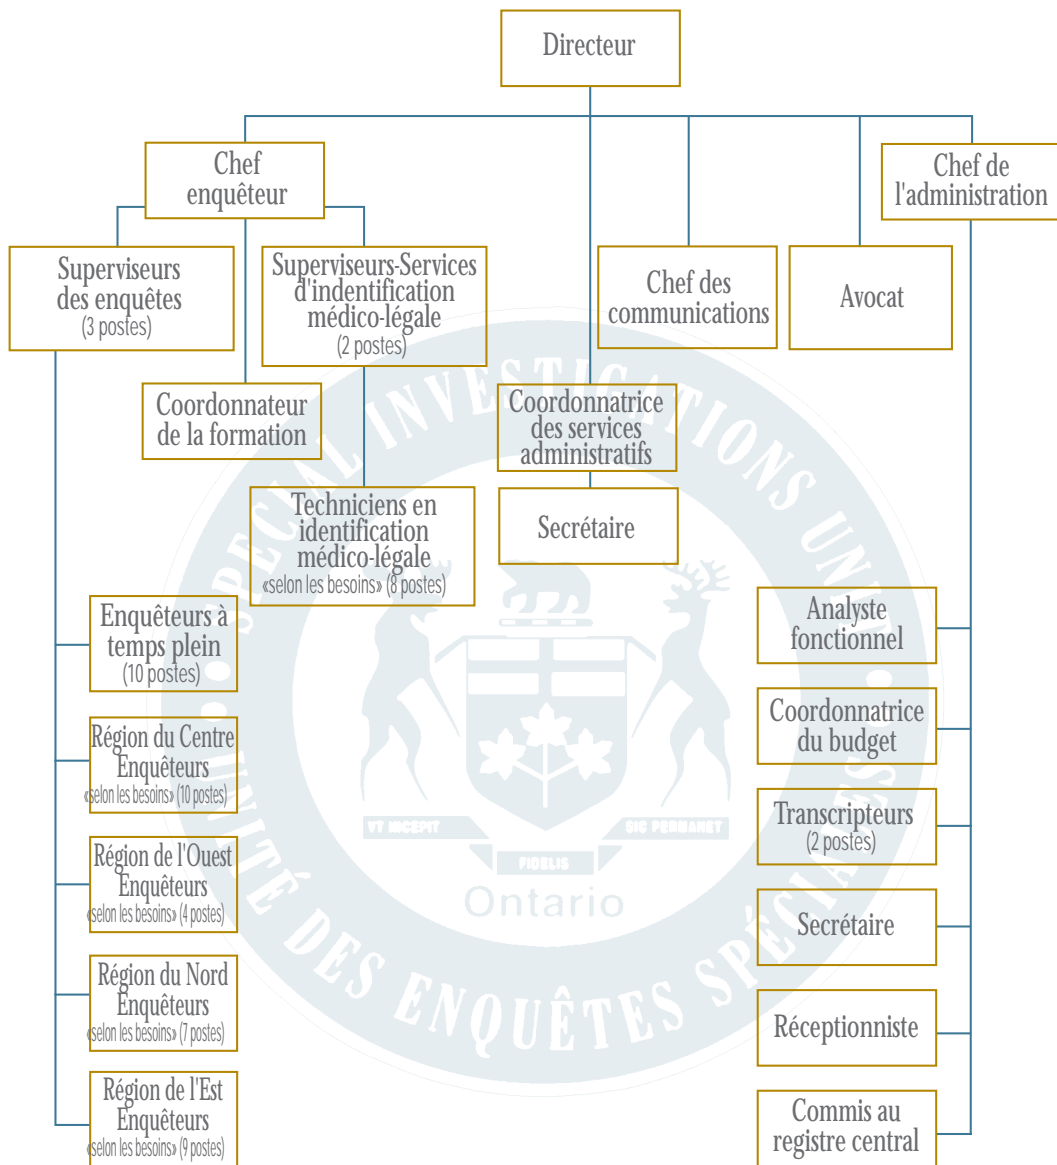 Directeur
Chef
enquêteur
Chef de
l'administration
Superviseurs
des enquêtes
(3 postes)
Superviseurs-Services
d'indentification
médico-légale
(2 postes)
Chef des
communications
Avocat
Coordonnateur
de la formation
Coordonnatrice
des services
administratifs
Techniciens en
identification
médico-légale
«selon les besoins» (8 postes)
Secrétaire
Enquêteurs à
temps plein
(10 postes)
Région du Centre
Enquêteurs
«selon les besoins» (10 postes)
Région de l'Ouest
Enquêteurs
«selon les besoins» (4 postes)
Région du Nord
Enquêteurs
«selon les besoins» (7 postes)
Région de l'Est
Enquêteurs
«selon les besoins» (9 postes)
Analyste
fonctionnel
Coordonnatrice
du budget
Transcripteurs
(2 postes)
Secrétaire
Réceptionniste
Commis au
registre central
SPECIAL INVESTIGATIONS UNIT
UNITÉ DES ENQUÊTES SPÉCIALES
VT INCEPIT
SIC PERMANET
FIDELIS
Ontario